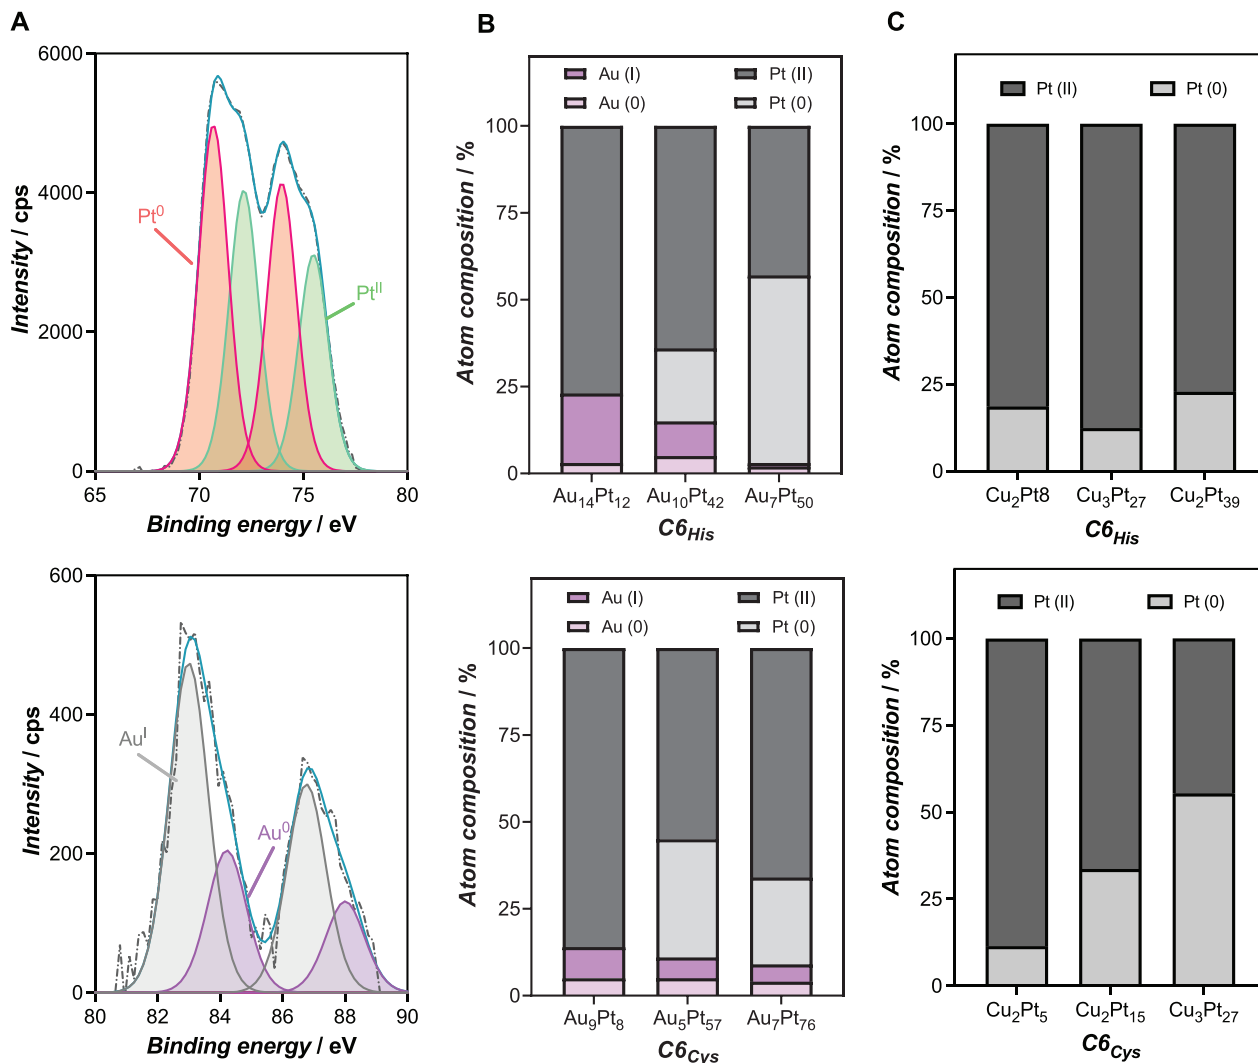 A
6000
4000
2000
0
Intensity / cps
Pt⁰
Ptᴵᴵ
65 70 75 80
Binding energy / eV
600
400
200
0
Intensity / cps
Auᴵ
Au⁰
80 82 84 86 88 90
Binding energy / eV
B
Au (I) Pt (II)
Au (0) Pt (0)
100
75
50
25
0
Atom composition / %
Au₁₄Pt₁₂ Au₁₀Pt₄₂ Au₇Pt₅₀
C6His
Au (I) Pt (II)
Au (0) Pt (0)
100
75
50
25
0
Atom composition / %
Au₉Pt₈ Au₅Pt₅₇ Au₇Pt₇₆
C6Cys
C
Pt (II) Pt (0)
100
75
50
25
0
Atom composition / %
Cu₂Pt8 Cu₃Pt₂₇ Cu₂Pt₃₉
C6His
Pt (II) Pt (0)
100
75
50
25
0
Atom composition / %
Cu₂Pt₅ Cu₂Pt₁₅ Cu₃Pt₂₇
C6Cys